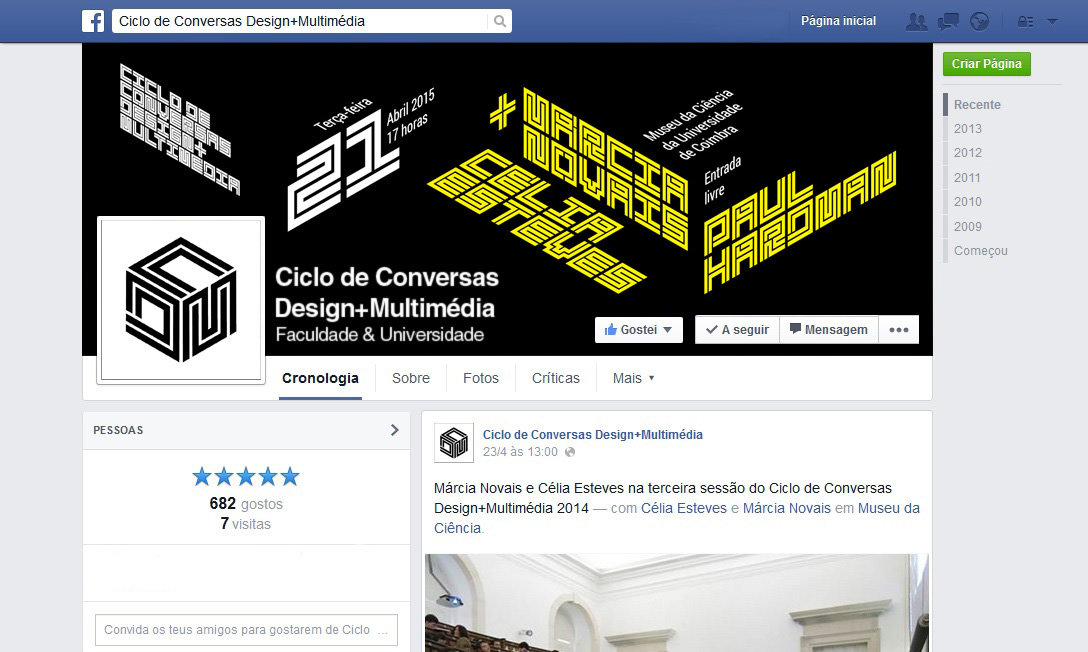 Ciclo de Conversas Design+Multimédia
Página inicial
Criar Página
Recente
2013
2012
2011
2010
2009
Começou
CICLO DE
CONVERSAS
DESIGN+
MULTIMÉDIA
Terça-feira
21
Abril 2015
17 horas
+ MÁRCIA
NOVAIS
CÉLIA
ESTEVES
Museu da Ciência
da Universidade
de Coimbra
Entrada
livre
PAUL
HARDMAN
Ciclo de Conversas
Design+Multimédia
Faculdade & Universidade
Gostei
A seguir
Mensagem
Cronologia
Sobre
Fotos
Críticas
Mais
PESSOAS
682 gostos
7 visitas
Convida os teus amigos para gostarem de Ciclo ...
Ciclo de Conversas Design+Multimédia
23/4 às 13:00
Márcia Novais e Célia Esteves na terceira sessão do Ciclo de Conversas
Design+Multimédia 2014 — com Célia Esteves e Márcia Novais em Museu da
Ciência.